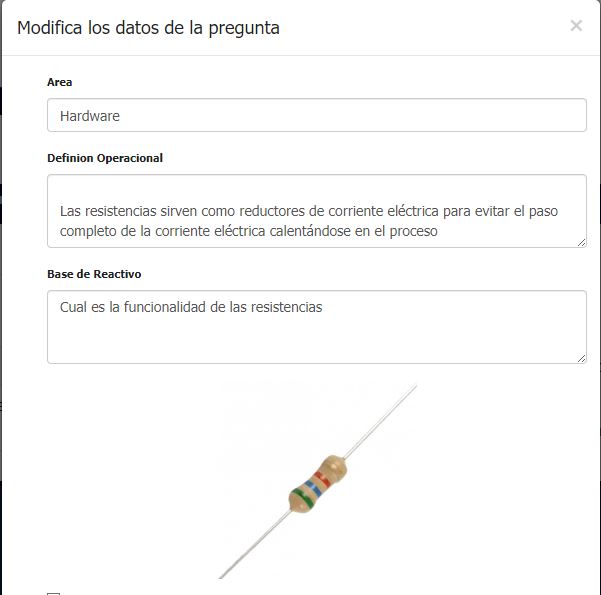 Modifica los datos de la pregunta
×
Area
Hardware
Definion Operacional
Las resistencias sirven como reductores de corriente eléctrica para evitar el paso
completo de la corriente eléctrica calentándose en el proceso
Base de Reactivo
Cual es la funcionalidad de las resistencias